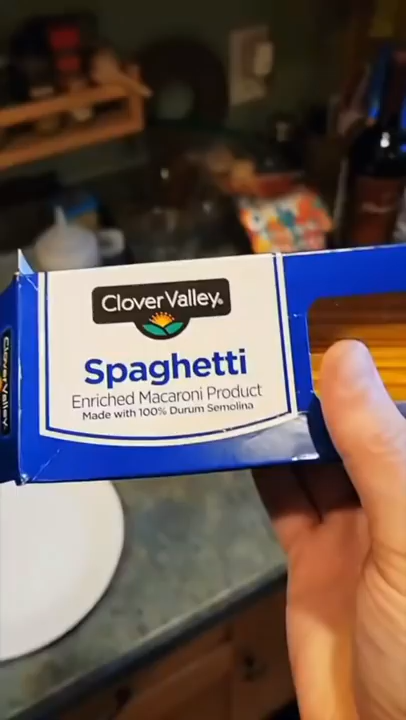 Clover Valley®
Spaghetti
Enriched Macaroni Product
Made with 100% Durum Semolina
Clover Valley